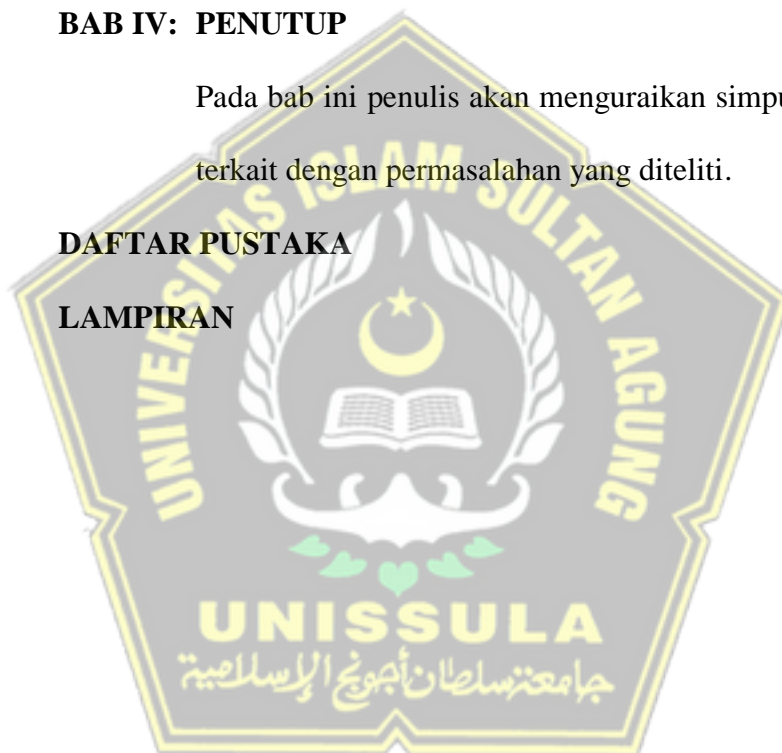 BAB IV: PENUTUP
Pada bab ini penulis akan menguraikan
terkait dengan permasalahan yang diteliti.
DAFTAR PUSTAKA
LAMPIRAN
UNIVERSITAS ISLAM SULTAN AGUNG
UNISSULA
جامعة سلطان أجونج الإسلامية